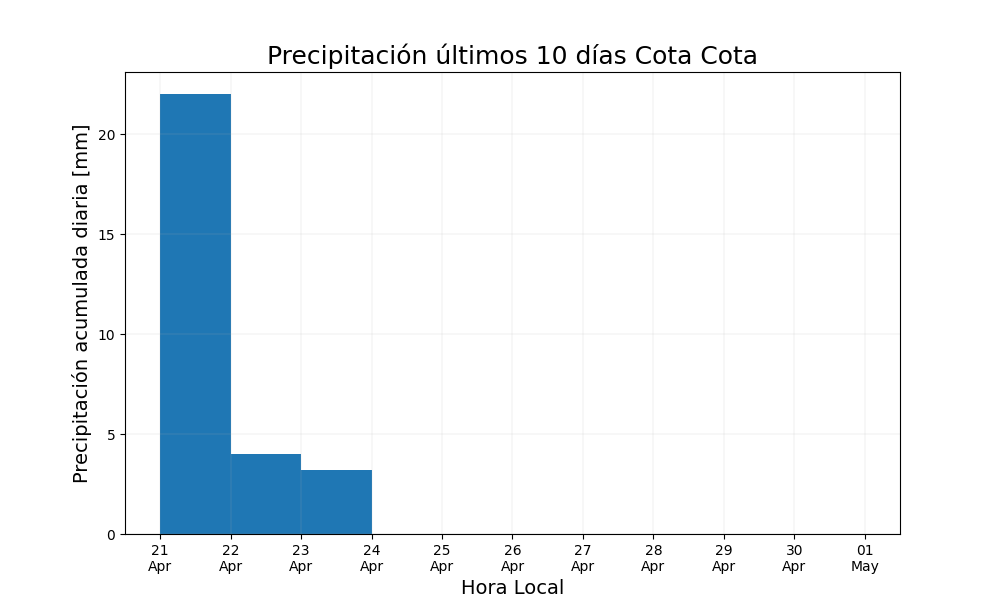 Precipitación últimos 10 días Cota Cota
Precipitación acumulada diaria [mm]
20
15
10
5
0
21 22 23 24 25 26 27 28 29 30 01
Apr Apr Apr Apr Apr Apr Apr Apr Apr Apr May
Hora Local